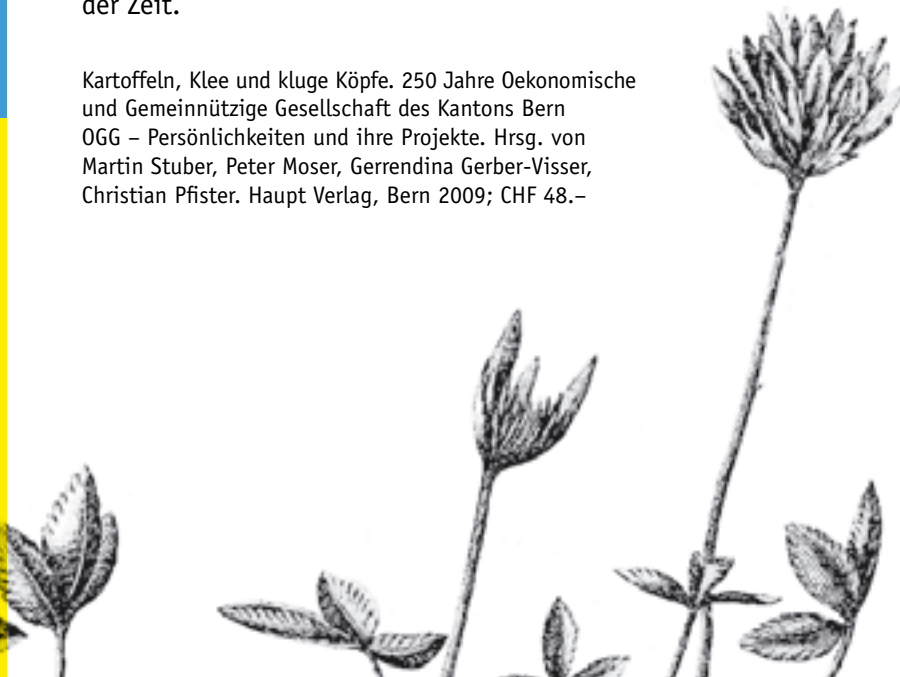 der Zeit.
Kartoffeln, Klee und kluge Köpfe. 250 Jahre Oekonomische
und Gemeinnützige Gesellschaft des Kantons Bern
OGG – Persönlichkeiten und ihre Projekte. Hrsg. von
Martin Stuber, Peter Moser, Gerrendina Gerber-Visser,
Christian Pfister. Haupt Verlag, Bern 2009; CHF 48.–